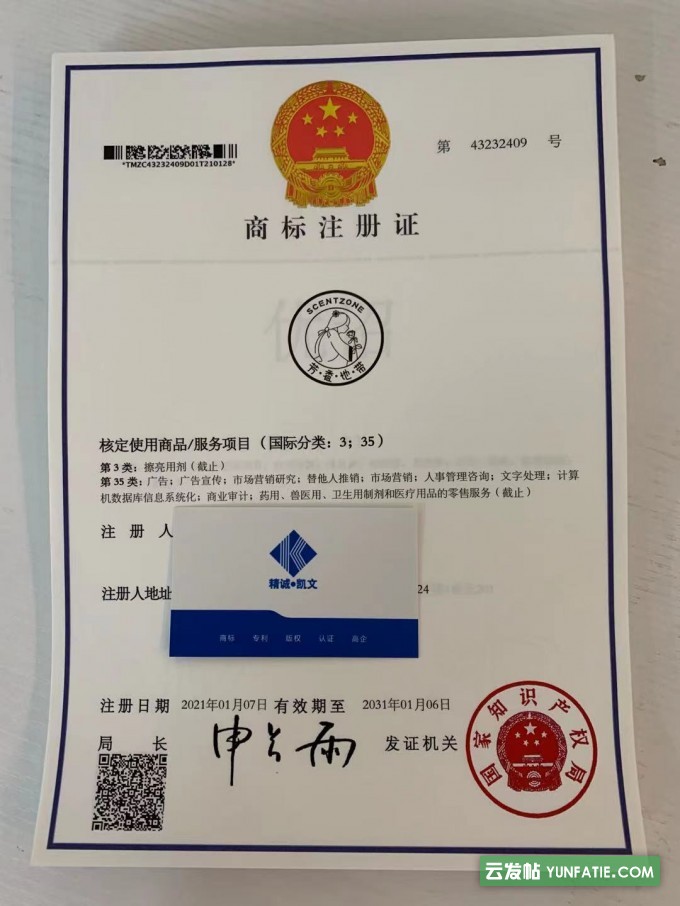 *TMZC43232409D01T210128*
第 43232409 号
商标注册证
SCENTZONE
芳·香·地·带
核定使用商品/服务项目（国际分类：3；35）
第 3 类：擦亮用剂（截止）
第 35 类：广告；广告宣传；市场营销研究；替他人推销；市场营销；人事管理咨询；文字处理；计算
机数据库信息系统化；商业审计；药用、兽医用、卫生用制剂和医疗用品的零售服务（截止）
注 册 人
精诚●凯文
注册人地址
24
商标 专利 版权 认证 高企
注册日期 2021年01月07日 有效期至 2031年01月06日
局 长 申长雨 发证机关
国家知识产权局
云发帖 YUNFATIE.COM